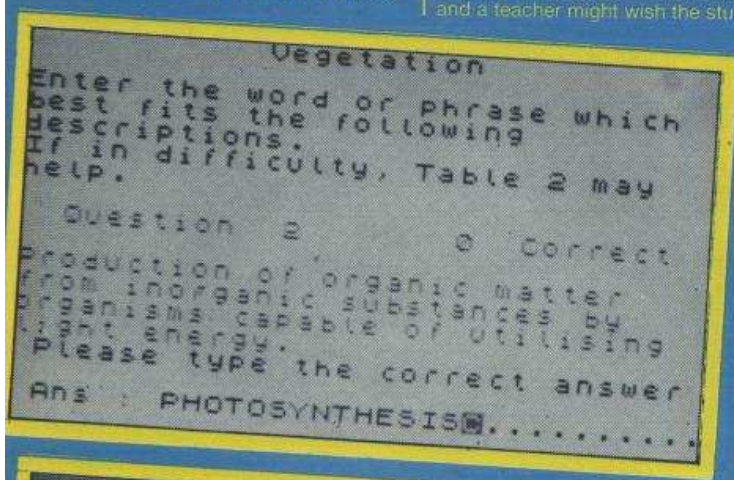 and a teacher might wish the stu
Vegetation
Enter the word or phrase which
best fits the following
descriptions.
If in difficulty, Table 2 may
help.
Question 2 0 Correct
Production of organic matter
from inorganic substances by
organisms capable of utilising
light energy.
Please type the correct answer
Ans : PHOTOSYNTHESIS..........